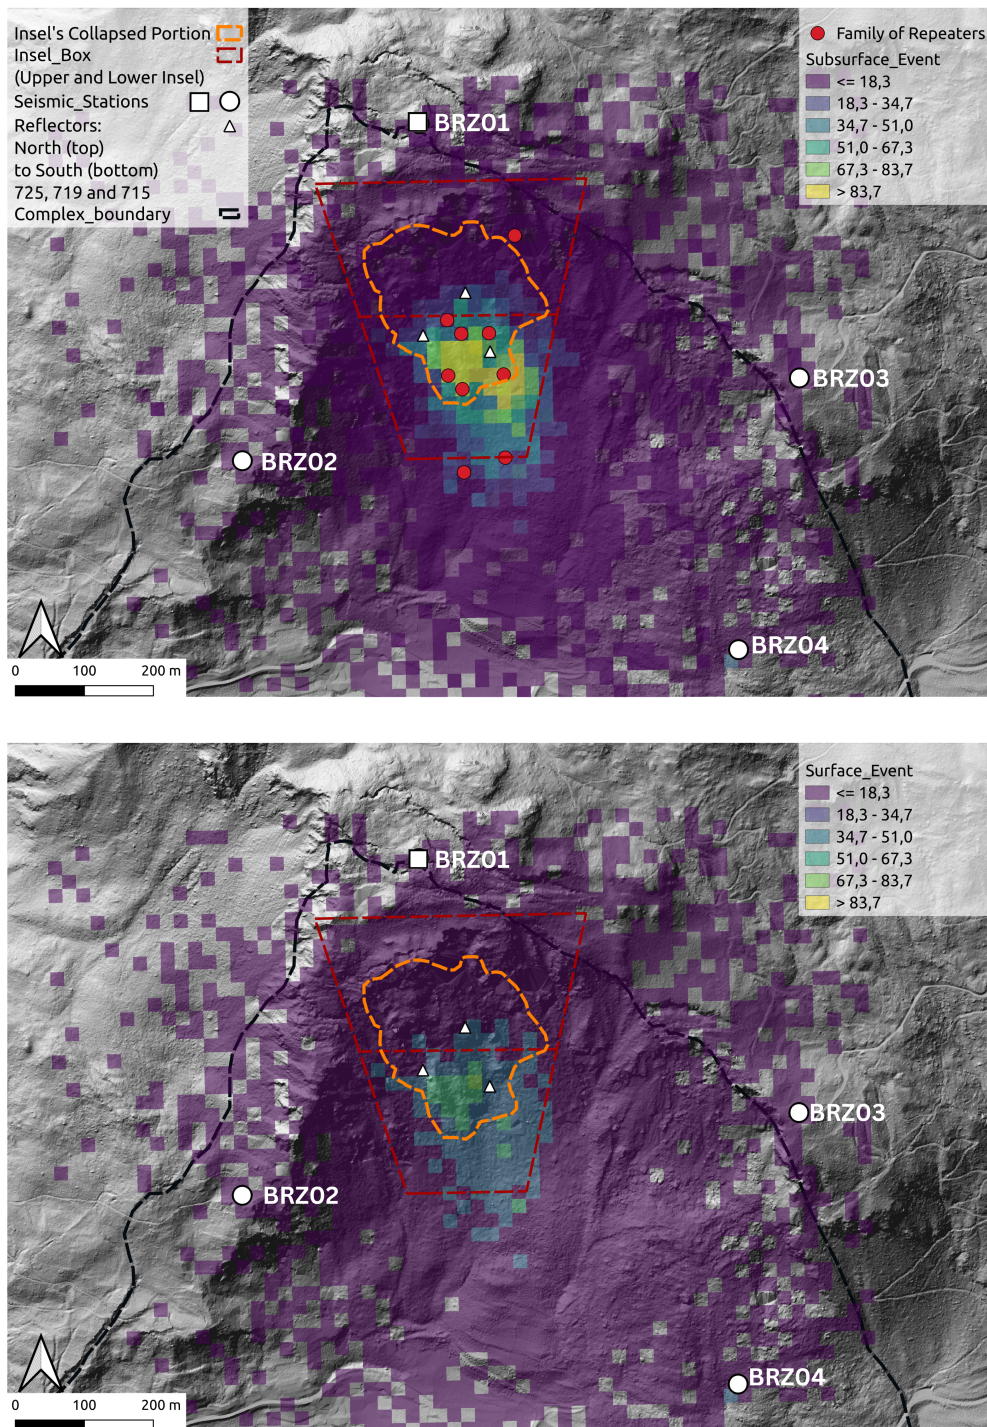 Insel's Collapsed Portion
Insel_Box
(Upper and Lower Insel)
Seismic_Stations
Reflectors:
North (top)
to South (bottom)
725, 719 and 715
Complex_boundary
Family of Repeaters
Subsurface_Event
<= 18,3
18,3 - 34,7
34,7 - 51,0
51,0 - 67,3
67,3 - 83,7
> 83,7
BRZ01
BRZ03
BRZ02
BRZ04
0 100 200 m
Surface_Event
<= 18,3
18,3 - 34,7
34,7 - 51,0
51,0 - 67,3
67,3 - 83,7
> 83,7
BRZ01
BRZ03
BRZ02
BRZ04
0 100 200 m